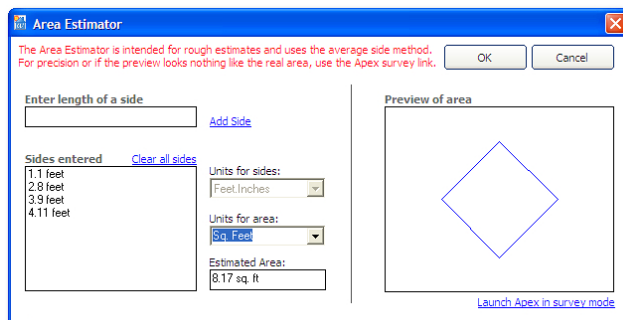 Area Estimator
The Area Estimator is intended for rough estimates and uses the average side method.
For precision or if the preview looks nothing like the real area, use the Apex survey link.
OK
Cancel
Enter length of a side
Add Side
Sides entered
Clear all sides
1.1 feet
2.8 feet
3.9 feet
4.11 feet
Units for sides:
Feet.Inches
Units for area:
Sq. Feet
Estimated Area:
8.17 sq. ft
Preview of area
Launch Apex in survey mode